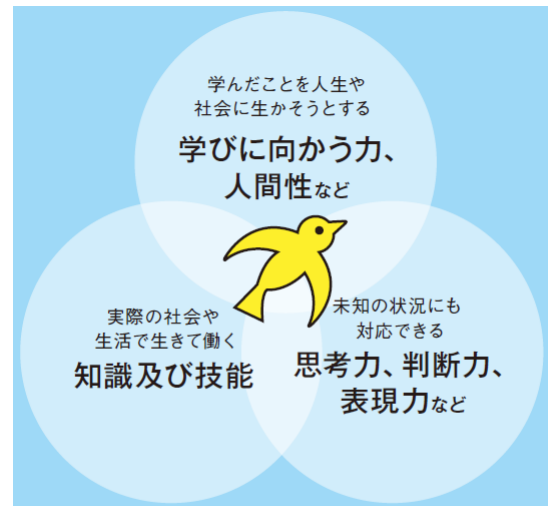 学んだことを人生や
社会に生かそうとする
学びに向かう力、
人間性など
実際の社会や
生活で生きて働く
知識及び技能
未知の状況にも
対応できる
思考力、判断力、
表現力など